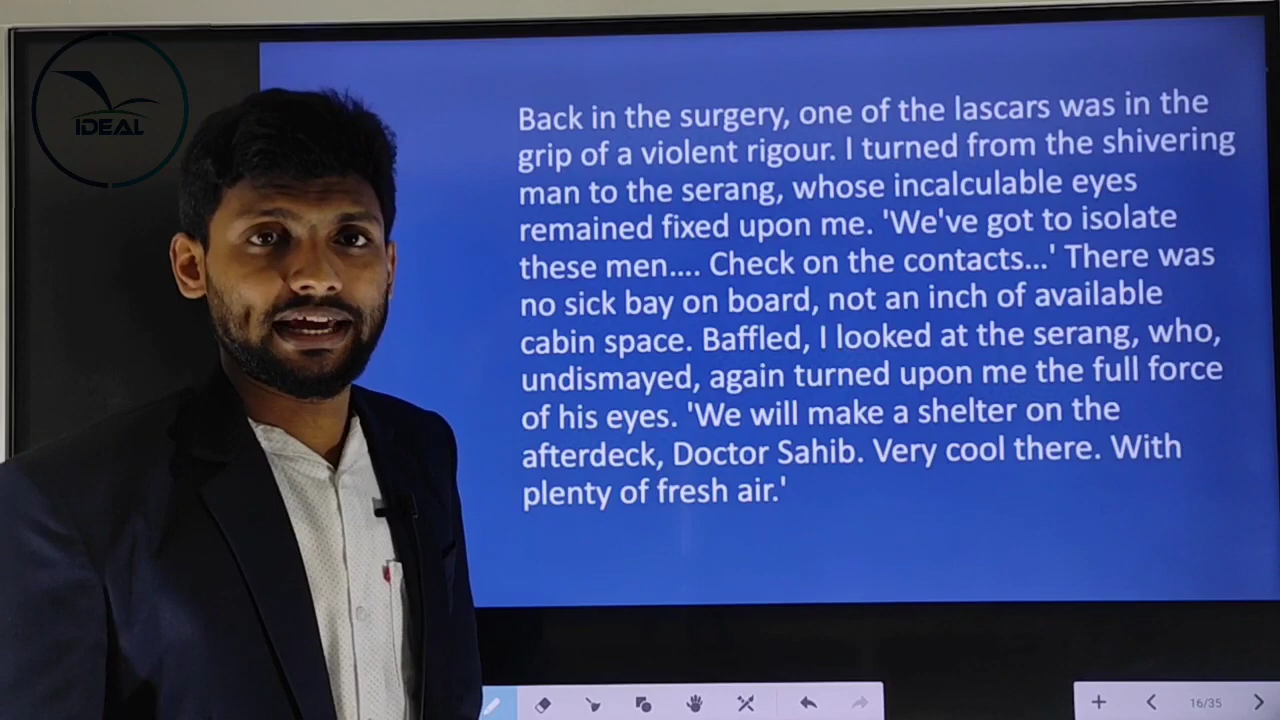 IDEAL
Back in the surgery, one of the lascars was in the
grip of a violent rigour. I turned from the shivering
man to the serang, whose incalculable eyes
remained fixed upon me. 'We've got to isolate
these men.... Check on the contacts...' There was
no sick bay on board, not an inch of available
cabin space. Baffled, I looked at the serang, who,
undismayed, again turned upon me the full force
of his eyes. 'We will make a shelter on the
afterdeck, Doctor Sahib. Very cool there. With
plenty of fresh air.'
16/35